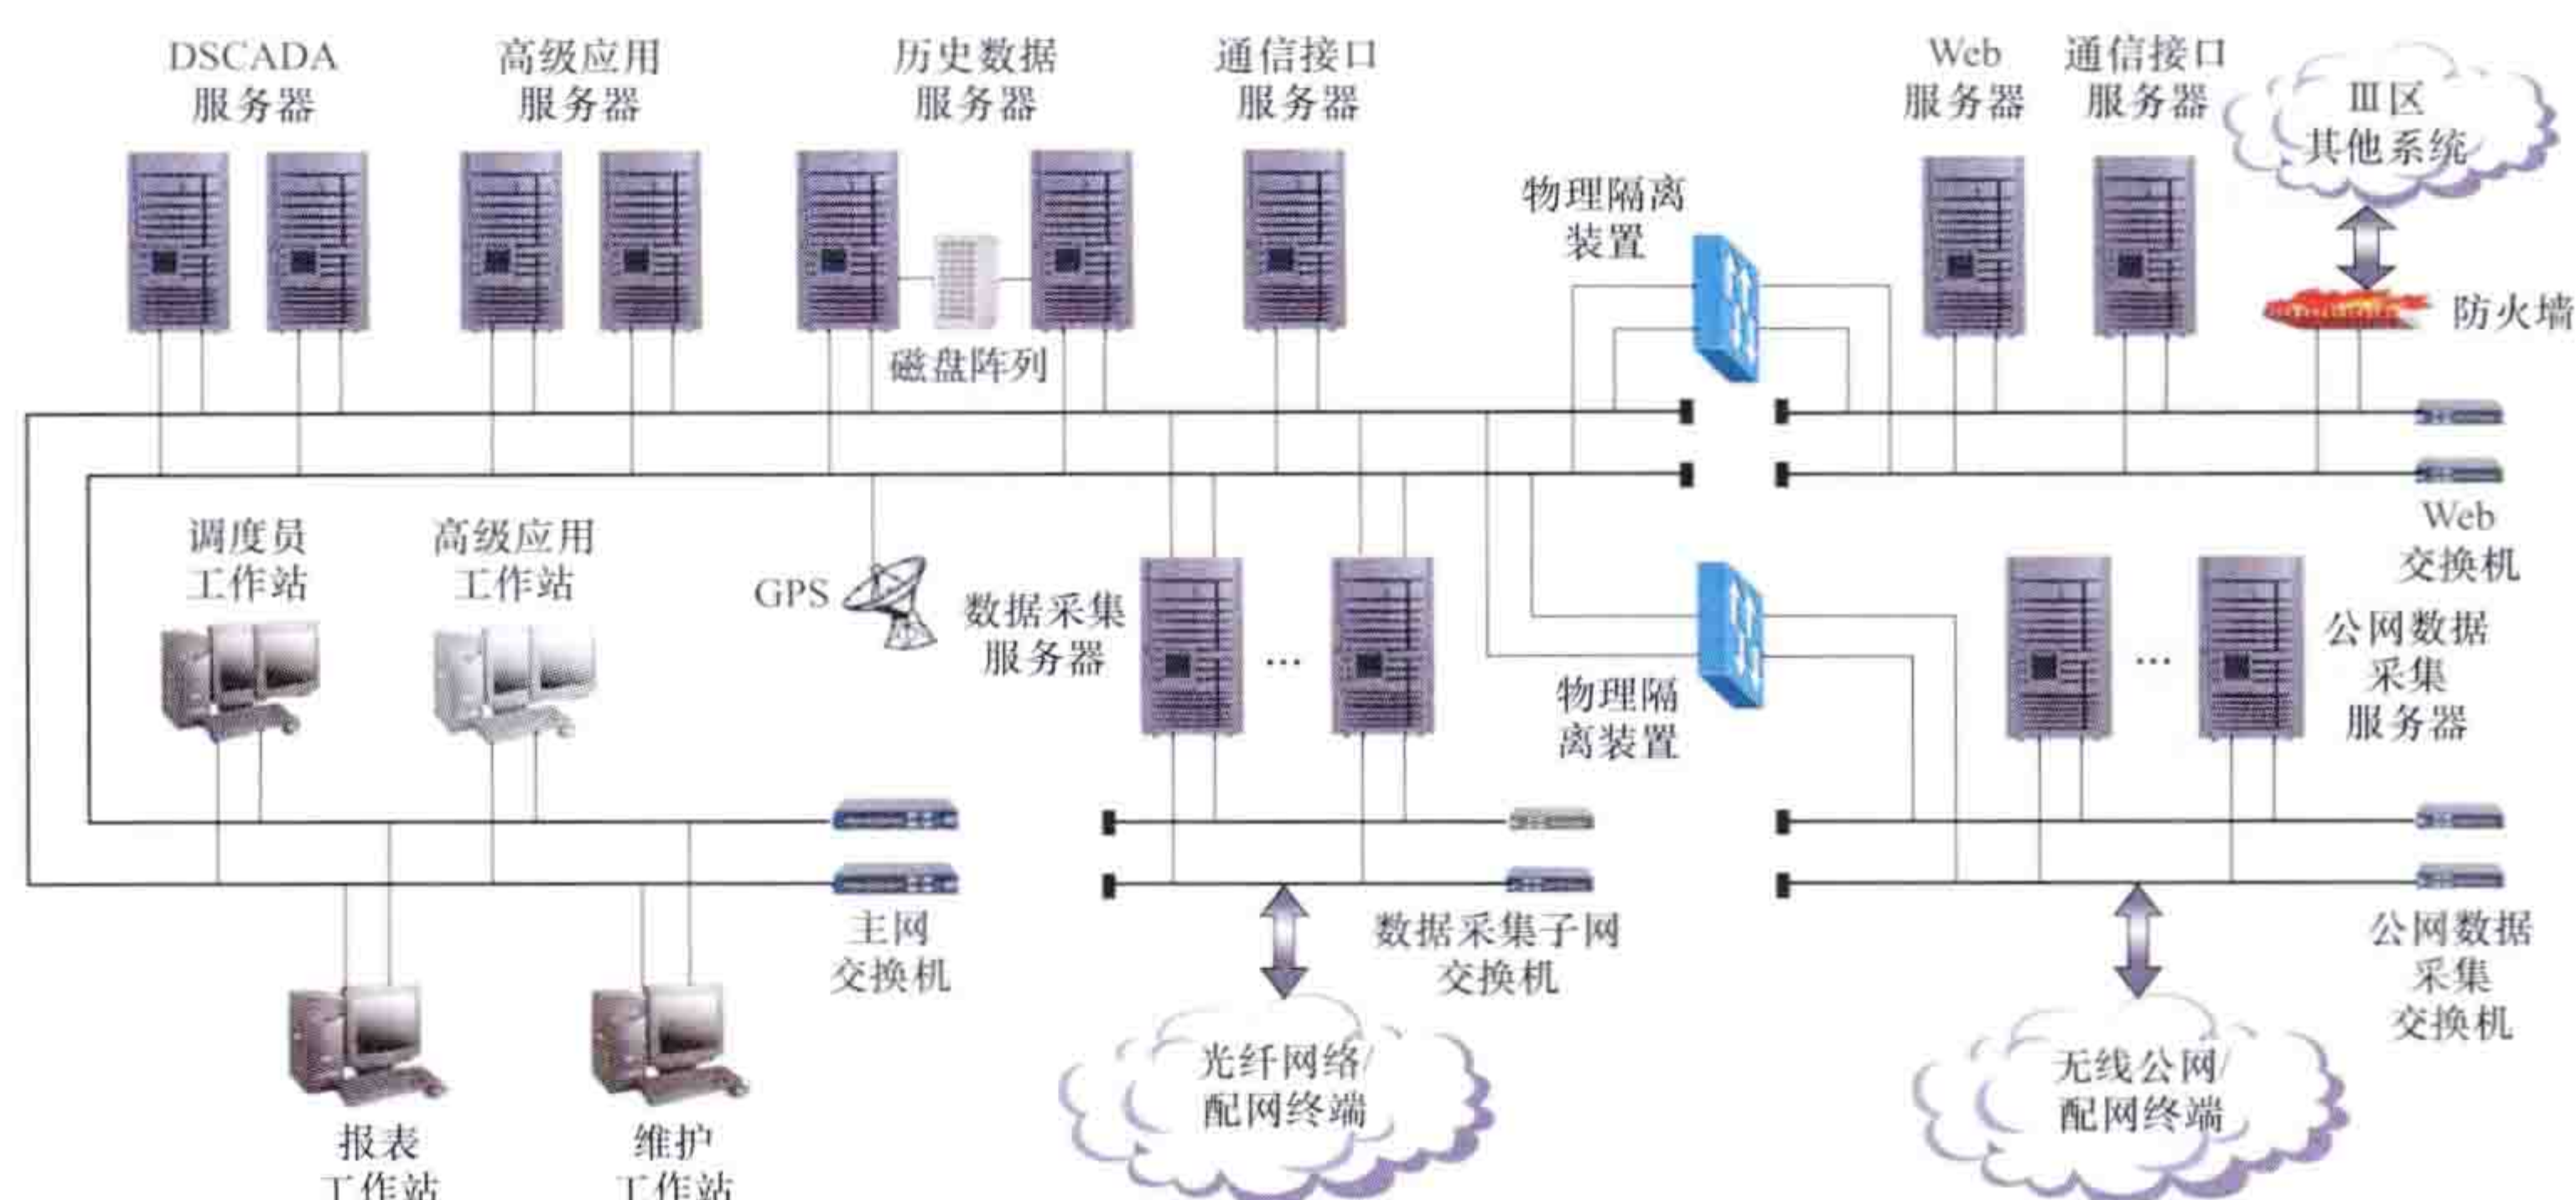 DSCADA
服务器
高级应用
服务器
历史数据
服务器
通信接口
服务器
Web
服务器
通信接口
服务器
Ⅲ区
其他系统
物理隔离
装置
防火墙
磁盘阵列
Web
交换机
调度员
工作站
高级应用
工作站
GPS
数据采集
服务器
...
物理隔
离装置
...
公网数据
采集
服务器
主网
交换机
数据采集子网
交换机
公网数据
采集
交换机
光纤网络/
配网终端
无线公网/
配网终端
报表
工作站
维护
工作站